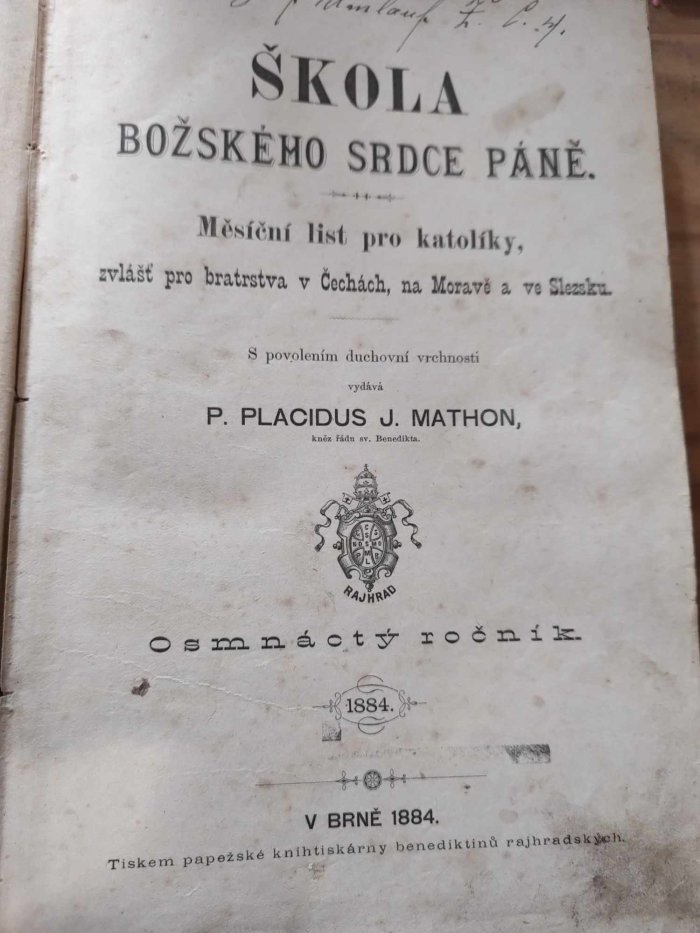 Umlauf
ŠKOLA
BOŽSKÉHO SRDCE PÁNĚ.
Měsíční list pro katolíky,
zvlášť pro bratrstva v Čechách, na Moravě a ve Slezsku.
S povolením duchovní vrchnosti
vydává
P. PLACIDUS J. MATHON,
kněz řádu sv. Benedikta.
RAJHRAD
Osmnáctý ročník.
1884.
V BRNĚ 1884.
Tiskem papežské knihtiskárny benediktinů rajhradských.